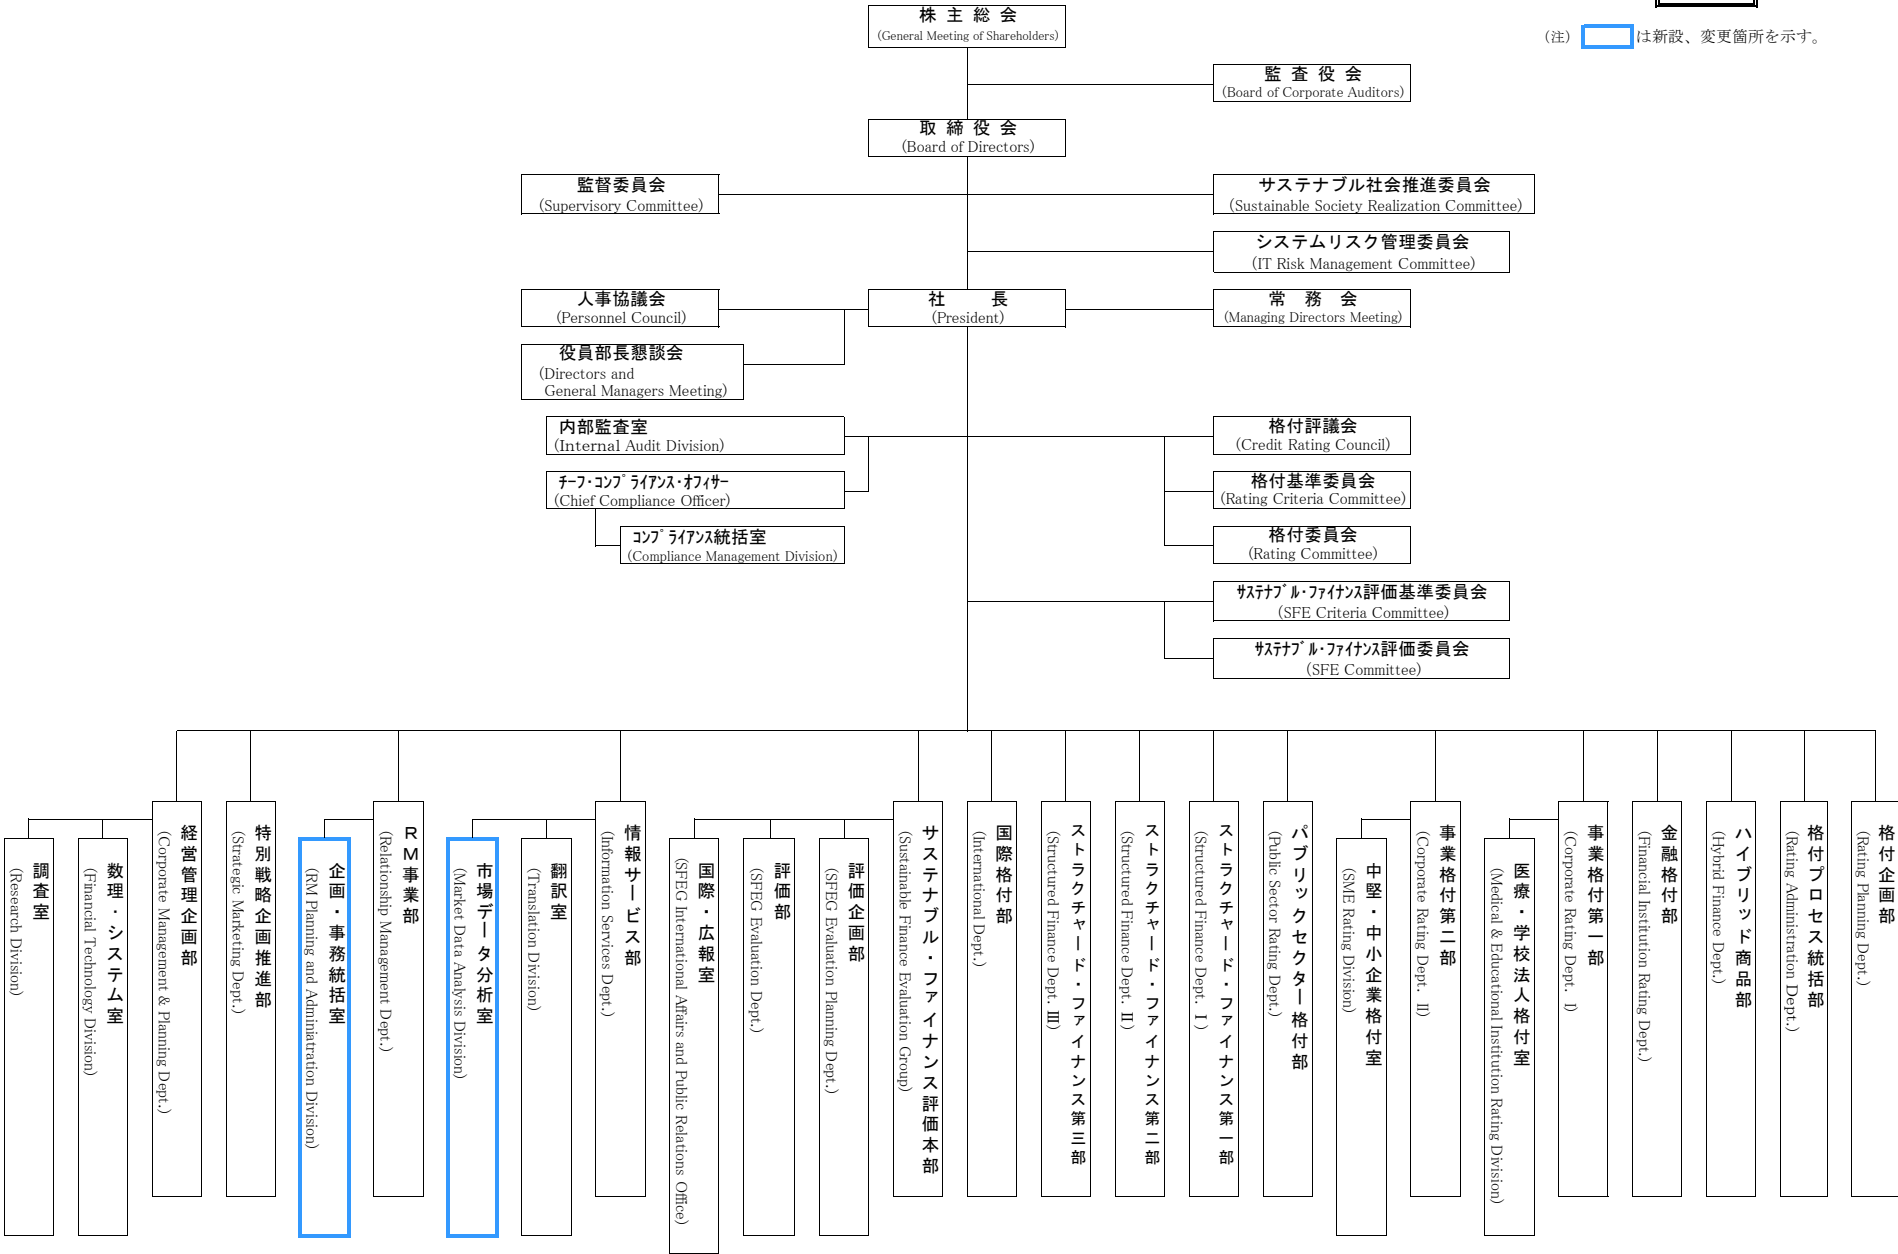 株 主 総 会
(General Meeting of Shareholders)
(注) は新設、変更箇所を示す。
監 査 役 会
(Board of Corporate Auditors)
取 締 役 会
(Board of Directors)
監督委員会
(Supervisory Committee)
サステナブル社会推進委員会
(Sustainable Society Realization Committee)
システムリスク管理委員会
(IT Risk Management Committee)
人事協議会
(Personnel Council)
社 長
(President)
常 務 会
(Managing Directors Meeting)
役員部長懇談会
(Directors and
General Managers Meeting)
内部監査室
(Internal Audit Division)
格付評議会
(Credit Rating Council)
ﾁｰﾌ･ｺﾝﾌﾟﾗｲｱﾝｽ･ｵﾌｨｻｰ
(Chief Compliance Officer)
格付基準委員会
(Rating Criteria Committee)
ｺﾝﾌﾟﾗｲｱﾝｽ統括室
(Compliance Management Division)
格付委員会
(Rating Committee)
ｻｽﾃﾅﾌﾞﾙ･ﾌｧｲﾅﾝｽ評価基準委員会
(SFE Criteria Committee)
ｻｽﾃﾅﾌﾞﾙ･ﾌｧｲﾅﾝｽ評価委員会
(SFE Committee)
調査室
(Research Division)
数理・システム室
(Financial Technology Division)
経営管理企画部
(Corporate Management & Planning Dept.)
特別戦略企画推進部
(Strategic Marketing Dept.)
企画・事務統括室
(RM Planning and Adminiatration Division)
ＲＭ事業部
(Relationship Management Dept.)
市場データ分析室
(Market Data Analysis Division)
翻訳室
(Translation Division)
情報サービス部
(Information Services Dept.)
国際・広報室
(SFEG International Affairs and Public Relations Office)
評価部
(SFEG Evaluation Dept.)
評価企画部
(SFEG Evaluation Planning Dept.)
サステナブル・ファイナンス評価本部
(Sustainable Finance Evaluation Group)
国際格付部
(International Dept.)
ストラクチャード・ファイナンス第三部
(Structured Finance Dept. Ⅲ)
ストラクチャード・ファイナンス第二部
(Structured Finance Dept. Ⅱ)
ストラクチャード・ファイナンス第一部
(Structured Finance Dept. Ⅰ)
パブリックセクター格付部
(Public Sector Rating Dept.)
中堅・中小企業格付室
(SME Rating Division)
事業格付第二部
(Corporate Rating Dept. Ⅱ)
医療・学校法人格付室
(Medical & Educational Institution Rating Division)
事業格付第一部
(Corporate Rating Dept. Ⅰ)
金融格付部
(Financial Institution Rating Dept.)
ハイブリッド商品部
(Hybrid Finance Dept.)
格付プロセス統括部
(Rating Administration Dept.)
格付企画部
(Rating Planning Dept.)